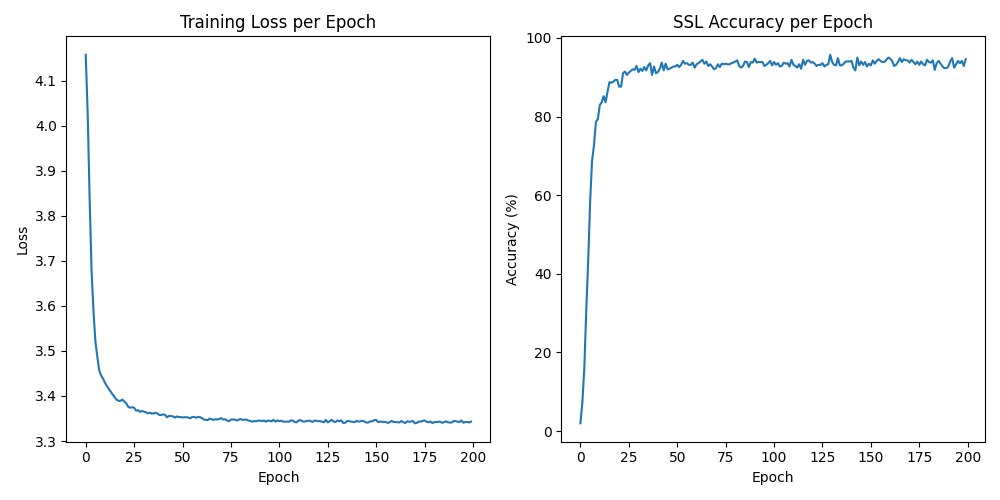 Training Loss per Epoch
4.1
4.0
3.9
3.8
3.7
3.6
3.5
3.4
3.3
Loss
0 25 50 75 100 125 150 175 200
Epoch
SSL Accuracy per Epoch
100
80
60
40
20
0
Accuracy (%)
0 25 50 75 100 125 150 175 200
Epoch